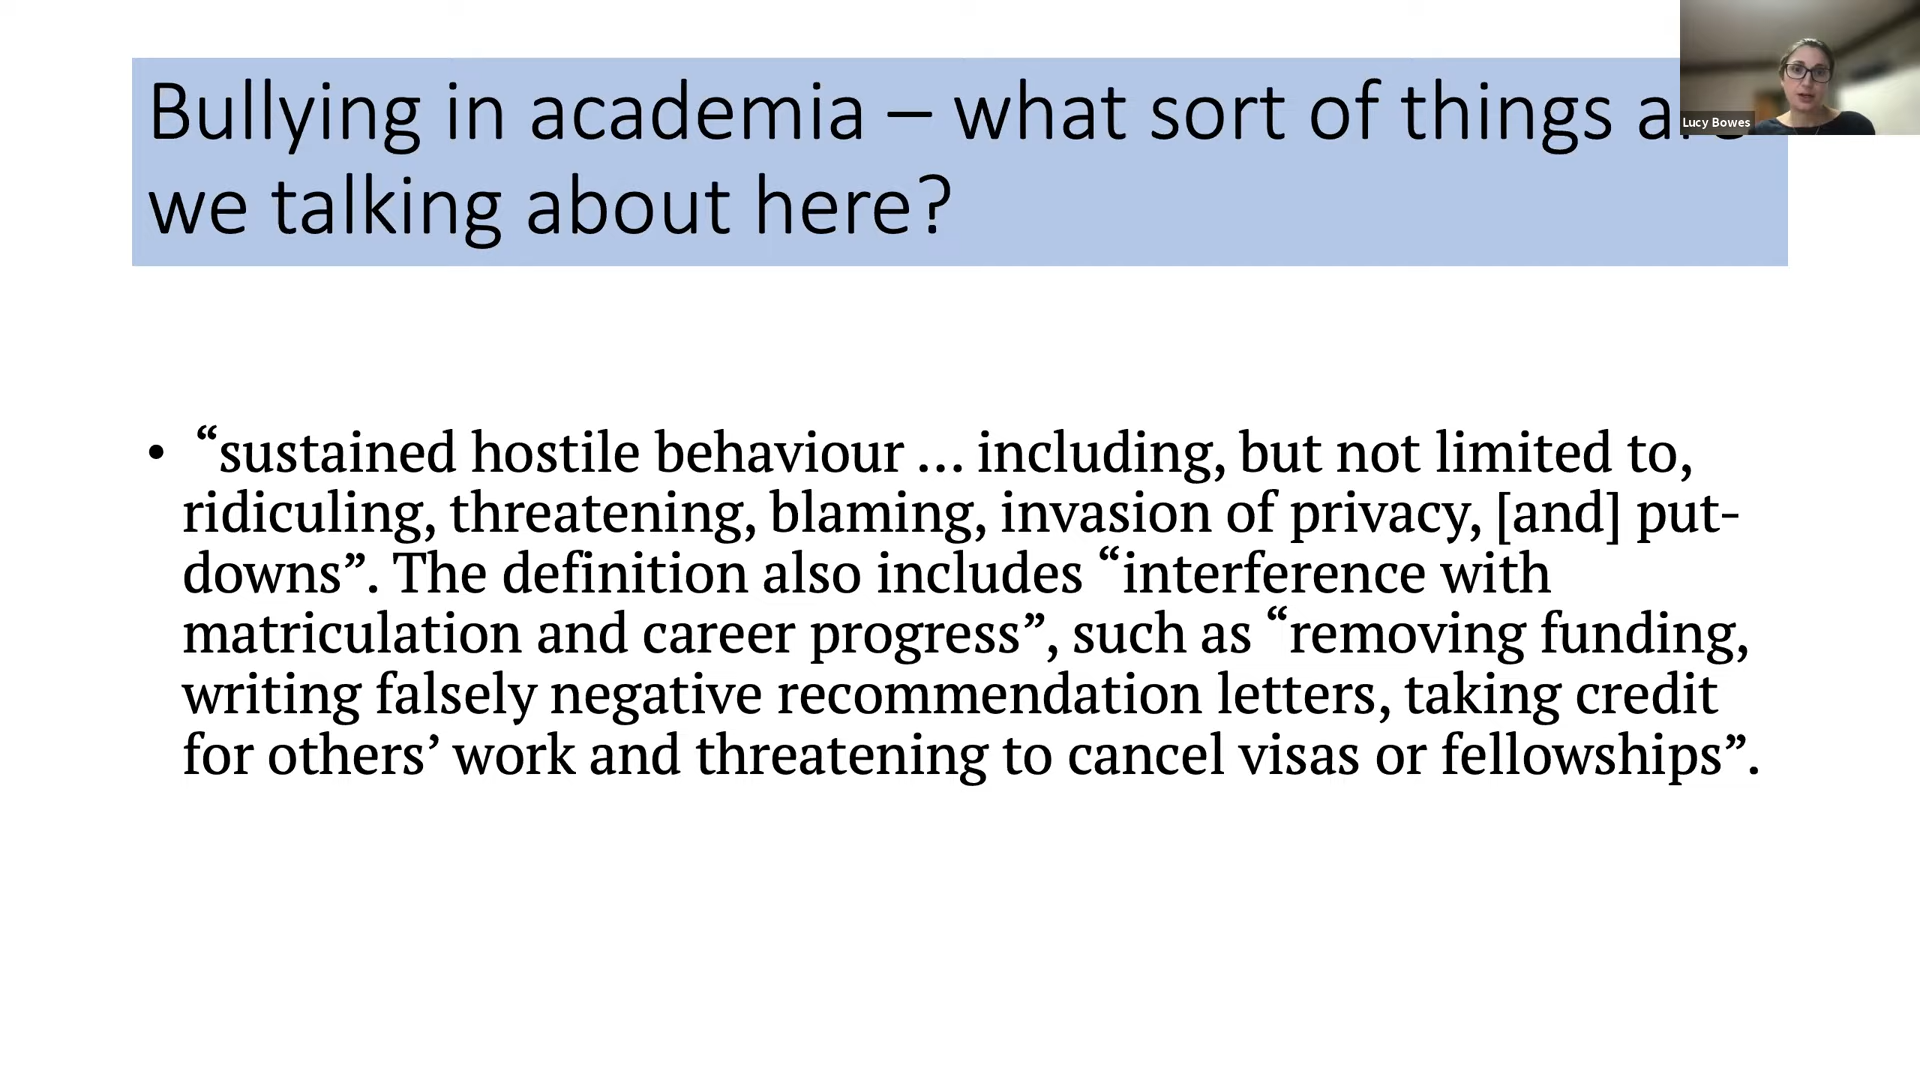 Bullying in academia – what sort of things are
we talking about here?
Lucy Bowes
• “sustained hostile behaviour … including, but not limited to,
ridiculing, threatening, blaming, invasion of privacy, [and] put-
downs”. The definition also includes “interference with
matriculation and career progress”, such as “removing funding,
writing falsely negative recommendation letters, taking credit
for others’ work and threatening to cancel visas or fellowships”.